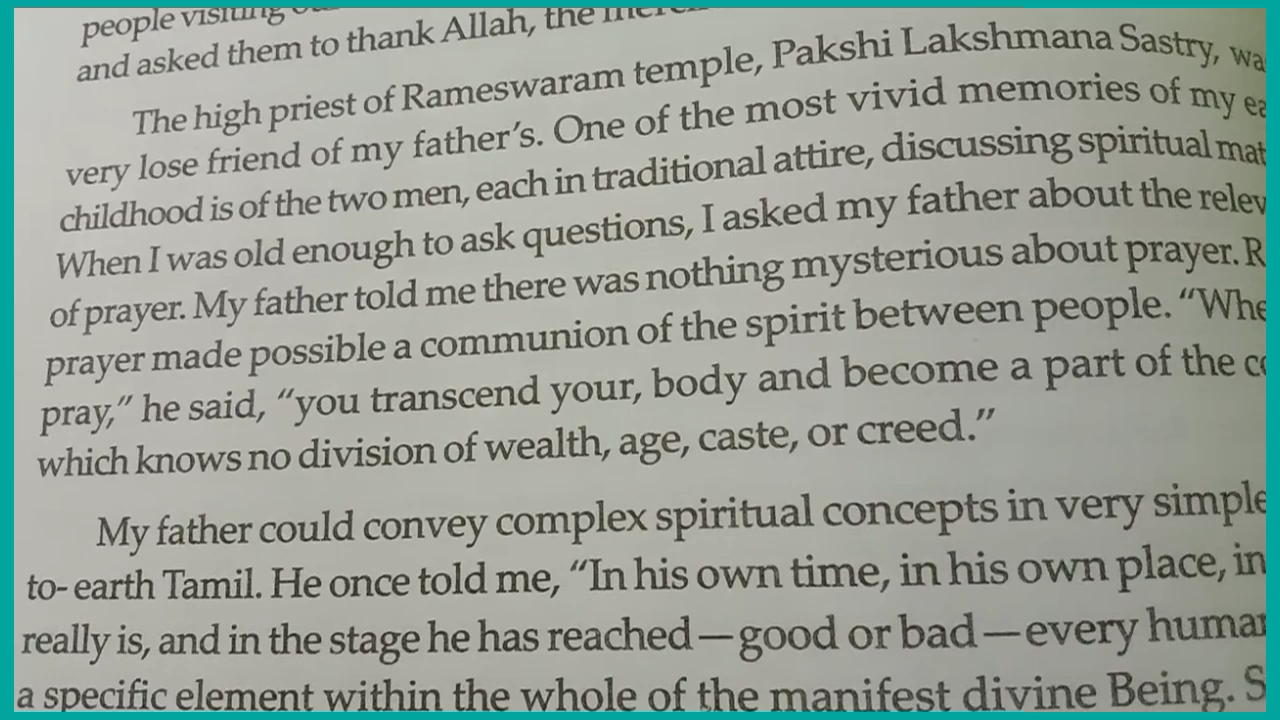 people visiting
and asked them to thank Allah, the
The high priest of Rameswaram temple, Pakshi Lakshmana Sastry,
very lose friend of my father's. One of the most vivid memories of my
childhood is of the two men, each in traditional attire, discussing spiritual
When I was old enough to ask questions, I asked my father about the
of prayer. My father told me there was nothing mysterious about prayer.
prayer made possible a communion of the spirit between people. "
pray," he said, "you transcend your, body and become a part of the
which knows no division of wealth, age, caste, or creed."
My father could convey complex spiritual concepts in very simple
to- earth Tamil. He once told me, "In his own time, in his own place, in
really is, and in the stage he has reached—good or bad—every
a specific element within the whole of the manifest divine Being.